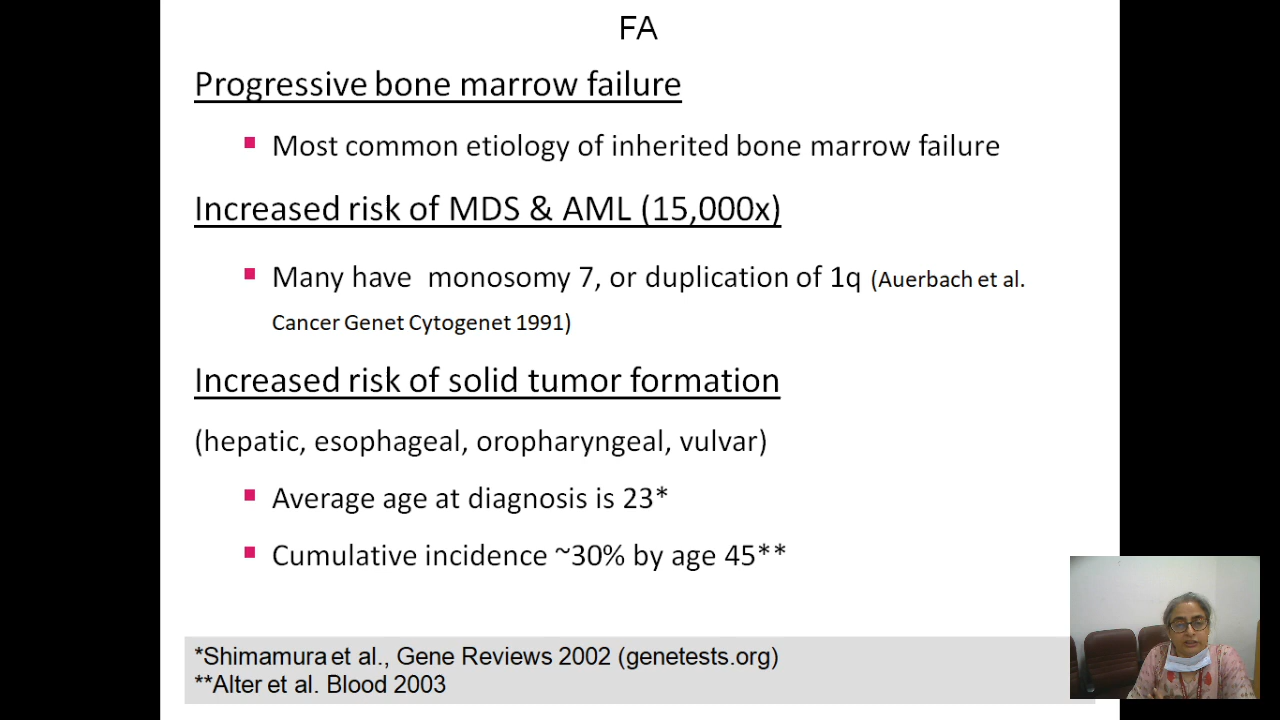 FA
Progressive bone marrow failure
▪ Most common etiology of inherited bone marrow failure
Increased risk of MDS & AML (15,000x)
▪ Many have monosomy 7, or duplication of 1q (Auerbach et al.
Cancer Genet Cytogenet 1991)
Increased risk of solid tumor formation
(hepatic, esophageal, oropharyngeal, vulvar)
▪ Average age at diagnosis is 23*
▪ Cumulative incidence ~30% by age 45**
*Shimamura et al., Gene Reviews 2002 (genetests.org)
**Alter et al. Blood 2003